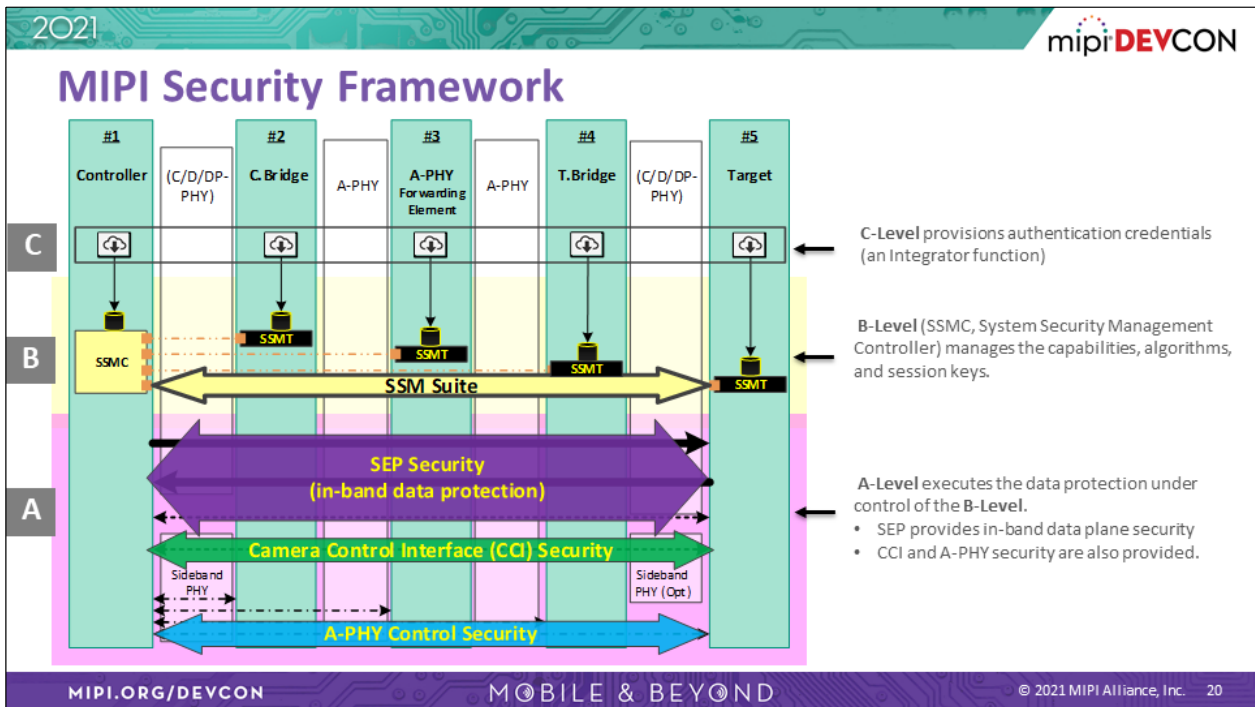 2021
mipi DEVCON
MIPI Security Framework
#1
Controller
(C/D/DP-
PHY)
#2
C.Bridge
A-PHY
#3
A-PHY
Forwarding
Element
A-PHY
#4
T.Bridge
(C/D/DP-
PHY)
#5
Target
C
C-Level provisions authentication credentials
(an Integrator function)
B
SSMC
SSMT
SSMT
SSMT
SSMT
SSM Suite
B-Level (SSMC, System Security Management
Controller) manages the capabilities, algorithms,
and session keys.
A
SEP Security
(in-band data protection)
A-Level executes the data protection under
control of the B-Level.
• SEP provides in-band data plane security
• CCI and A-PHY security are also provided.
Camera Control Interface (CCI) Security
Sideband
PHY
Sideband
PHY (Opt)
A-PHY Control Security
MIPI.ORG/DEVCON
MOBILE & BEYOND
© 2021 MIPI Alliance, Inc. 20